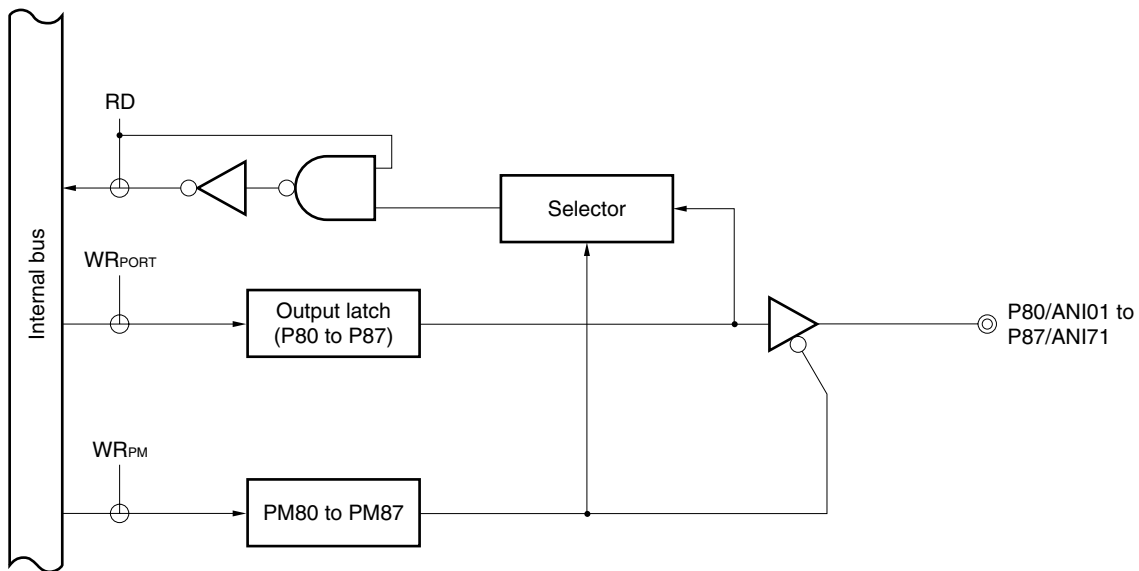 RD
Selector
Internal bus
WRPORT
Output latch
(P80 to P87)
P80/ANI01 to
P87/ANI71
WRPM
PM80 to PM87